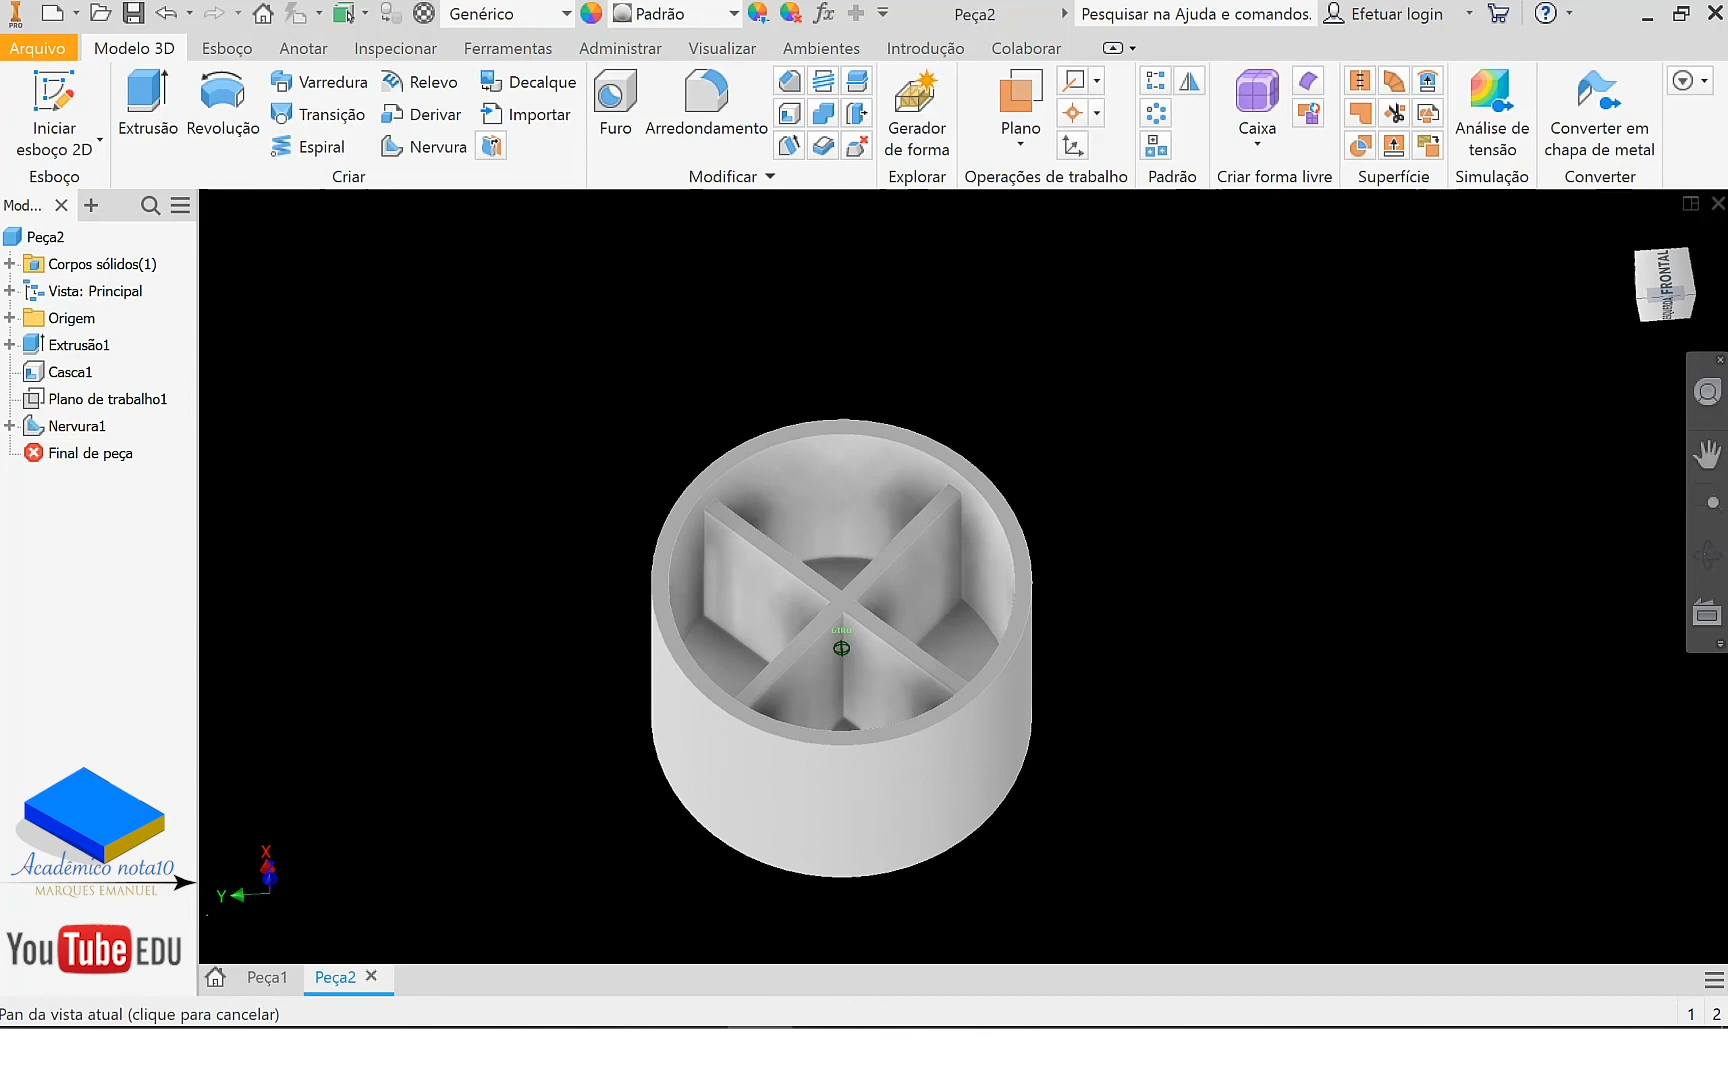 PRO
Genérico
Padrão
fx
Peça2
Pesquisar na Ajuda e comandos.
Efetuar login
Arquivo
Modelo 3D
Esboço
Anotar
Inspecionar
Ferramentas
Administrar
Visualizar
Ambientes
Introdução
Colaborar
Iniciar
esboço 2D
Esboço
Extrusão
Revolução
Varredura
Transição
Espiral
Relevo
Derivar
Nervura
Decalque
Importar
Criar
Furo
Arredondamento
Modificar
Gerador
de forma
Explorar
Plano
Operações de trabalho
Padrão
Caixa
Criar forma livre
Superfície
Análise de
tensão
Simulação
Converter em
chapa de metal
Converter
Mod...
Peça2
Corpos sólidos(1)
Vista: Principal
Origem
Extrusão1
Casca1
Plano de trabalho1
Nervura1
Final de peça
FRONTAL
ESQUERDA
GIRO
X
Y
Acadêmico nota10
MARQUES EMANUEL
YouTube EDU
Peça1
Peça2
Pan da vista atual (clique para cancelar)
1 2